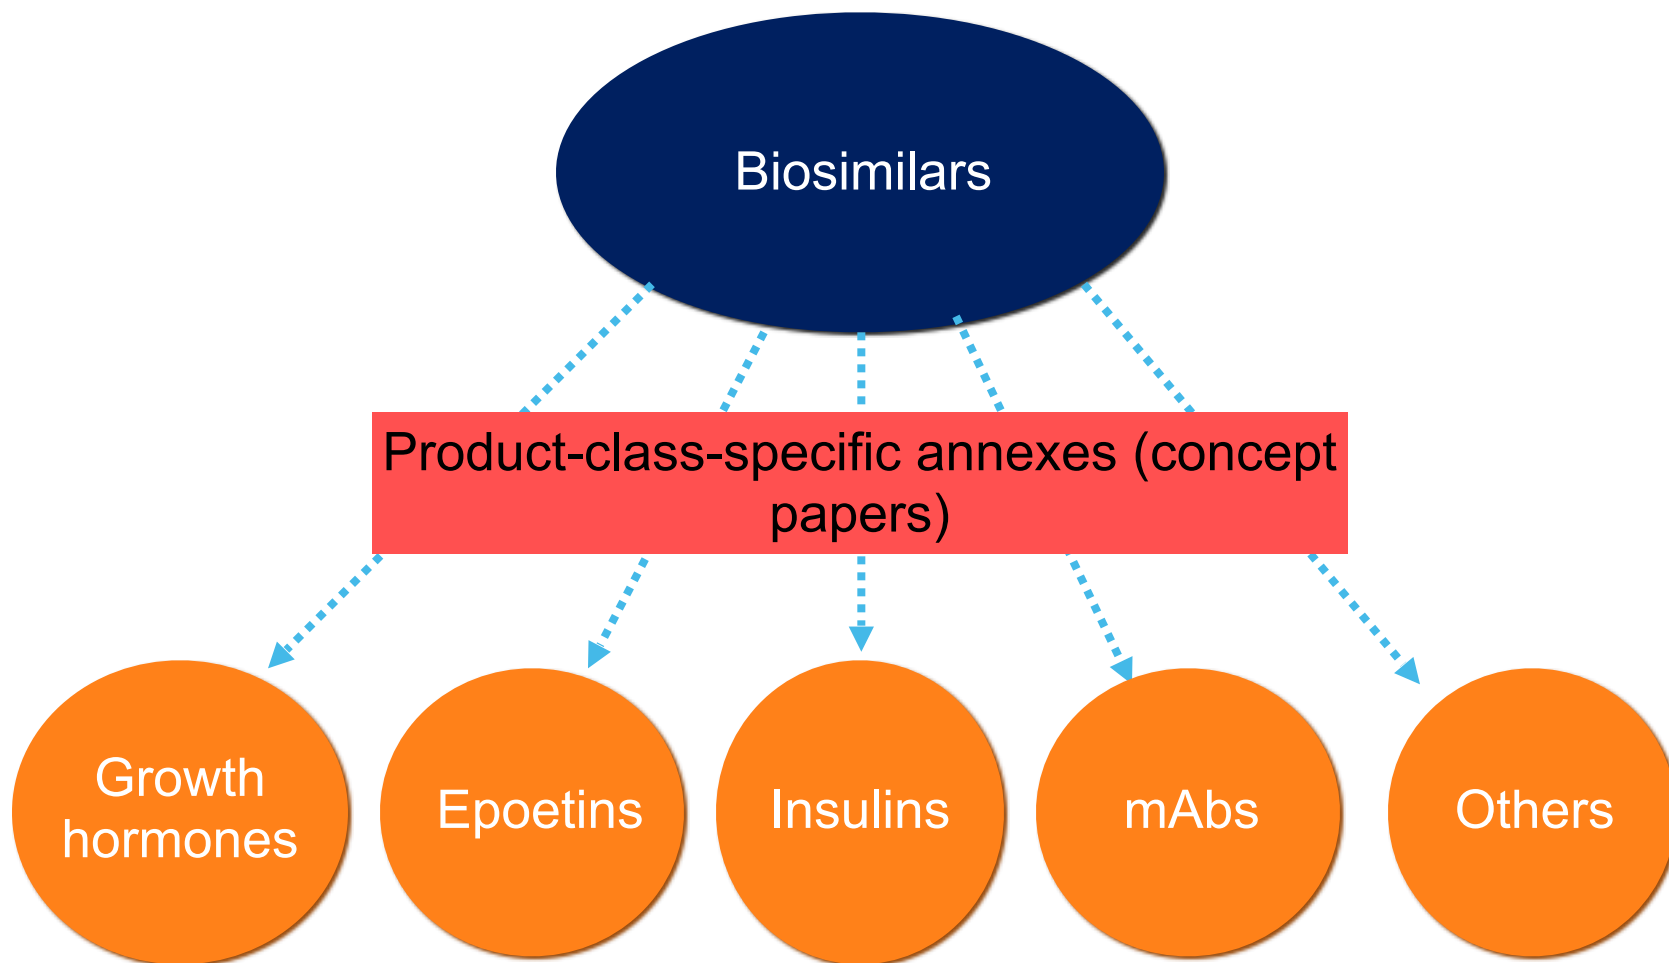 Biosimilars
Product-class-specific annexes (concept
papers)
Growth
hormones
Epoetins
Insulins
mAbs
Others